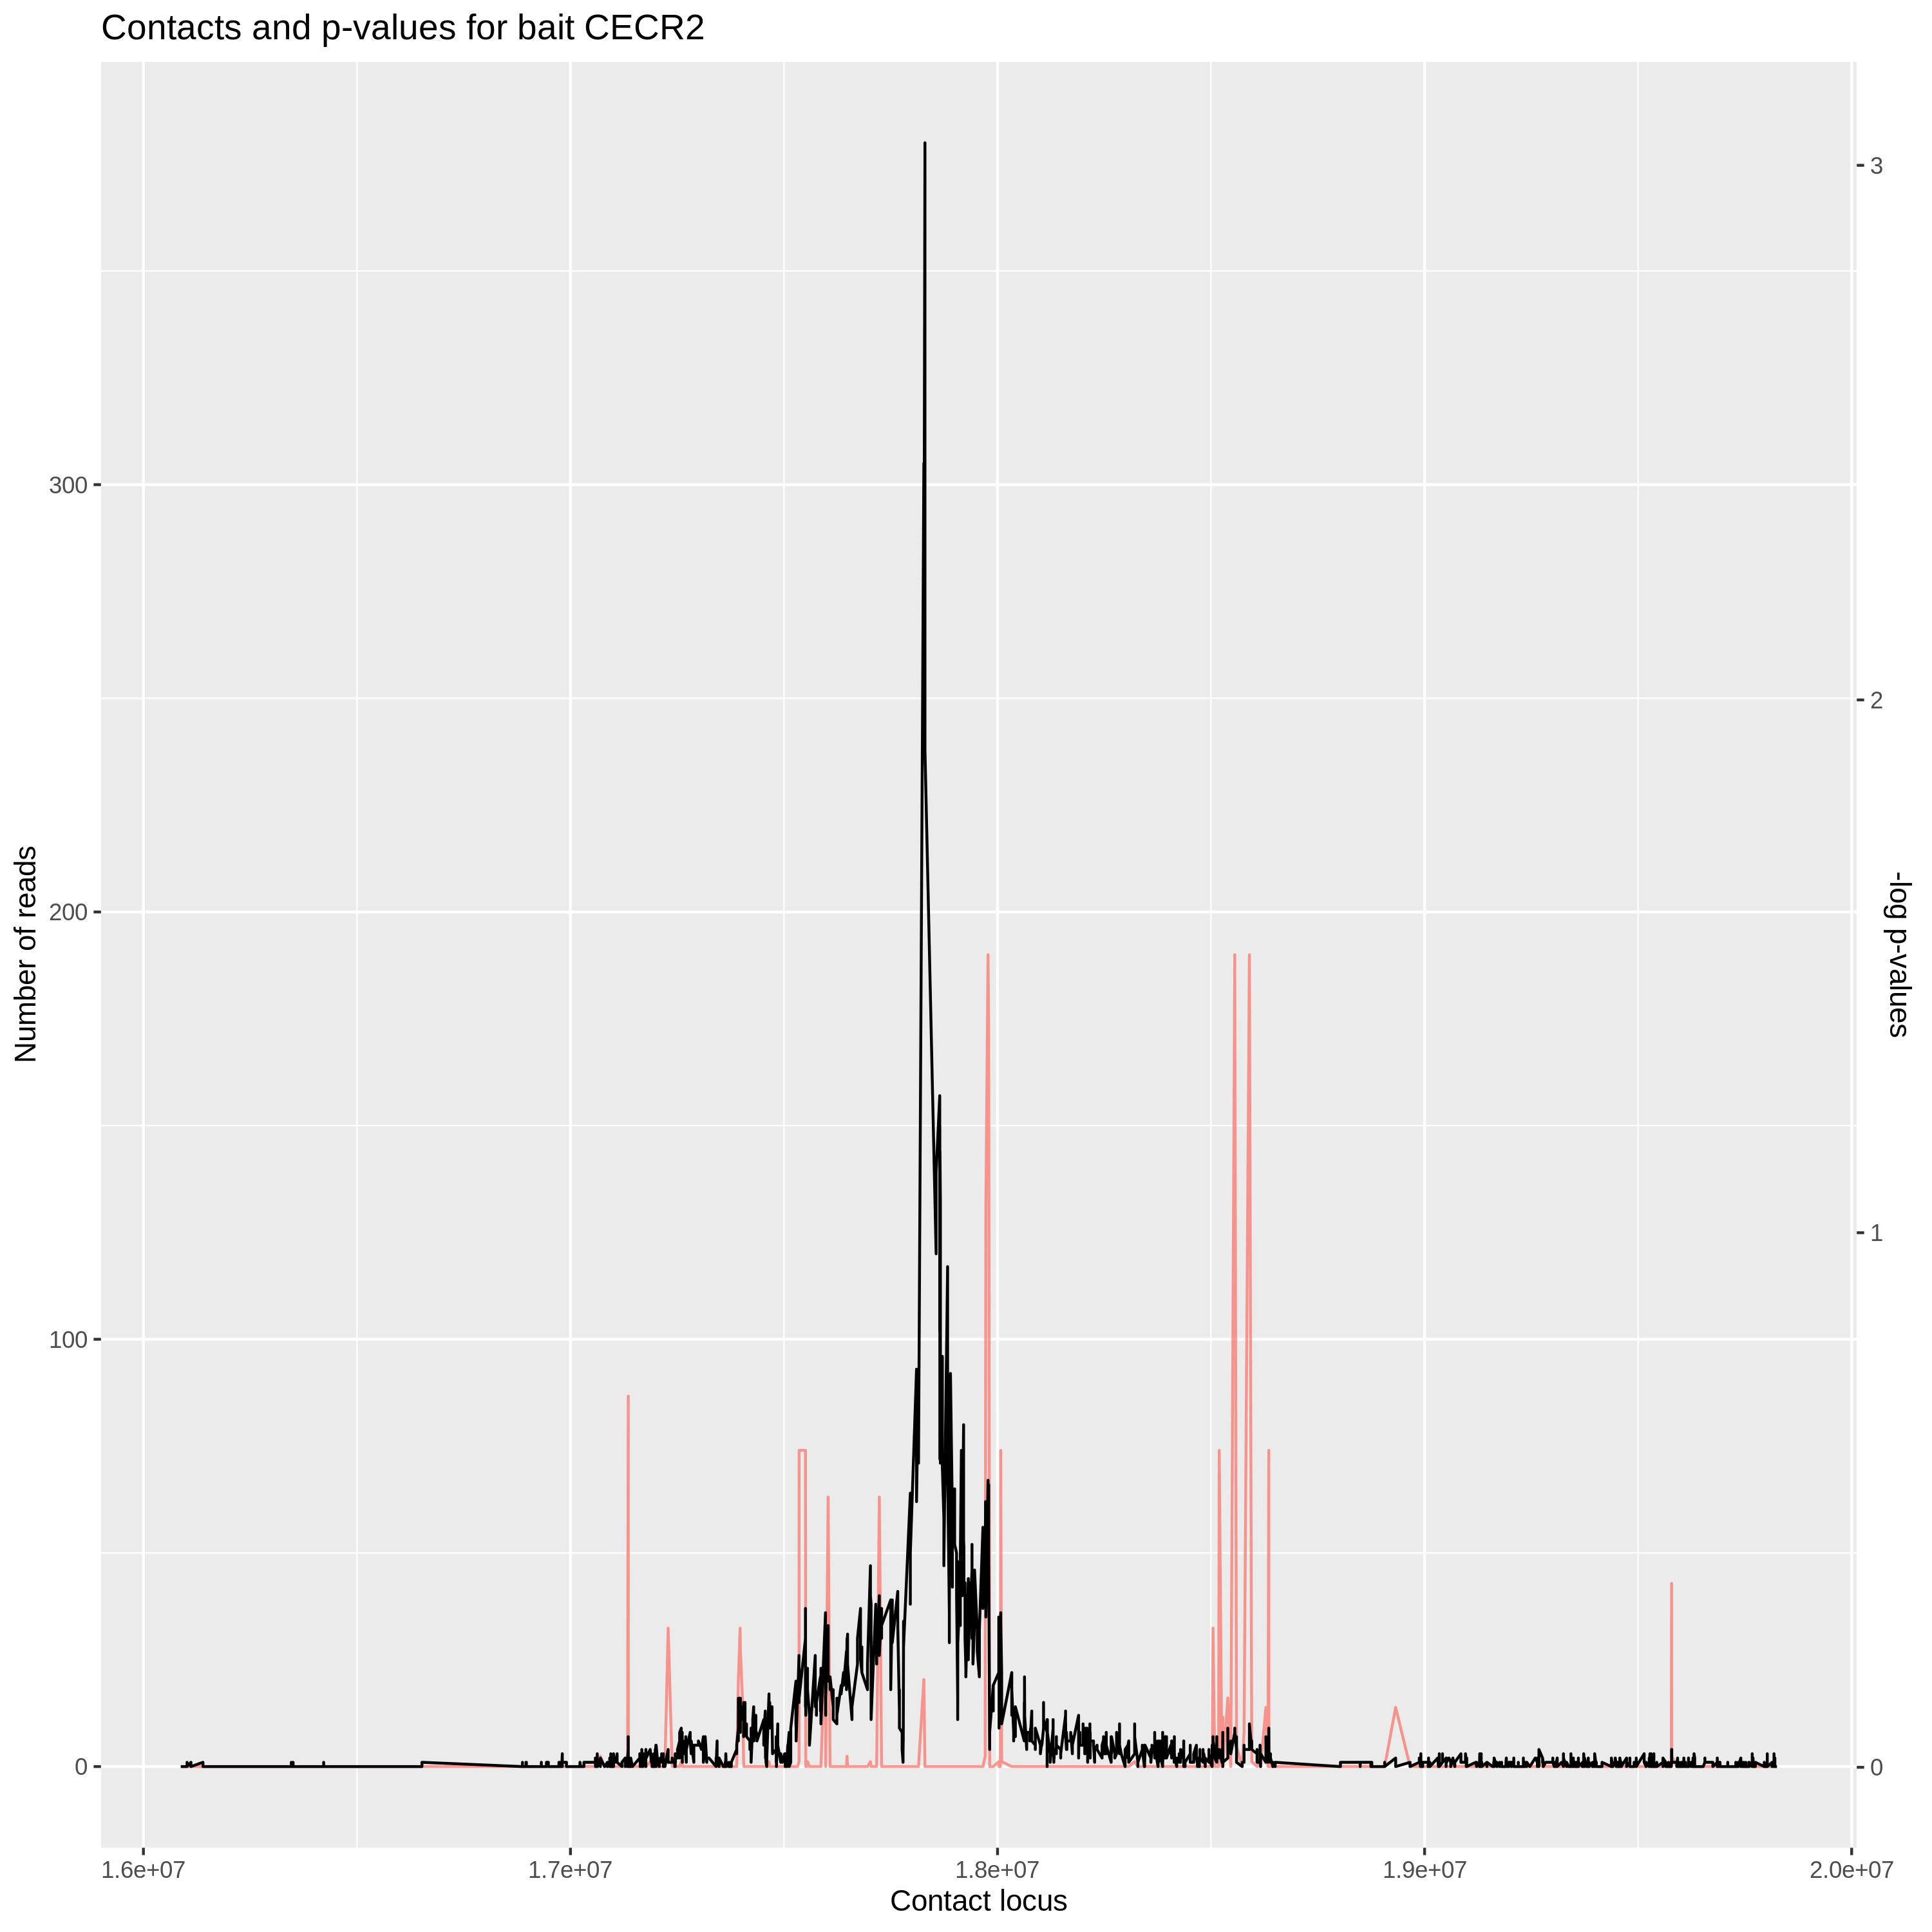 Contacts and p-values for bait CECR2
Number of reads
300
200
100
0
3
2
1
0
-log p-values
1.6e+07 1.7e+07 1.8e+07 1.9e+07 2.0e+07
Contact locus